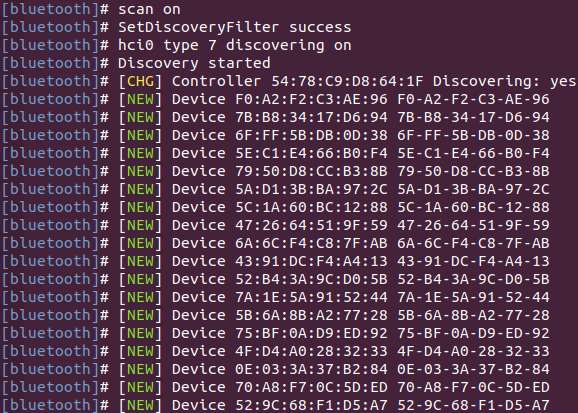 [bluetooth]# scan on
[bluetooth]# SetDiscoveryFilter success
[bluetooth]# hci0 type 7 discovering on
[bluetooth]# Discovery started
[bluetooth]# [CHG] Controller 54:78:C9:D8:64:1F Discovering: yes
[bluetooth]# [NEW] Device F0:A2:F2:C3:AE:96 F0-A2-F2-C3-AE-96
[bluetooth]# [NEW] Device 7B:B8:34:17:D6:94 7B-B8-34-17-D6-94
[bluetooth]# [NEW] Device 6F:FF:5B:DB:0D:38 6F-FF-5B-DB-0D-38
[bluetooth]# [NEW] Device 5E:C1:E4:66:B0:F4 5E-C1-E4-66-B0-F4
[bluetooth]# [NEW] Device 79:50:D8:CC:B3:8B 79-50-D8-CC-B3-8B
[bluetooth]# [NEW] Device 5A:D1:3B:BA:97:2C 5A-D1-3B-BA-97-2C
[bluetooth]# [NEW] Device 5C:1A:60:BC:12:88 5C-1A-60-BC-12-88
[bluetooth]# [NEW] Device 47:26:64:51:9F:59 47-26-64-51-9F-59
[bluetooth]# [NEW] Device 6A:6C:F4:C8:7F:AB 6A-6C-F4-C8-7F-AB
[bluetooth]# [NEW] Device 43:91:DC:F4:A4:13 43-91-DC-F4-A4-13
[bluetooth]# [NEW] Device 52:B4:3A:9C:D0:5B 52-B4-3A-9C-D0-5B
[bluetooth]# [NEW] Device 7A:1E:5A:91:52:44 7A-1E-5A-91-52-44
[bluetooth]# [NEW] Device 5B:6A:8B:A2:77:28 5B-6A-8B-A2-77-28
[bluetooth]# [NEW] Device 75:BF:0A:D9:ED:92 75-BF-0A-D9-ED-92
[bluetooth]# [NEW] Device 4F:D4:A0:28:32:33 4F-D4-A0-28-32-33
[bluetooth]# [NEW] Device 0E:03:3A:37:B2:84 0E-03-3A-37-B2-84
[bluetooth]# [NEW] Device 70:A8:F7:0C:5D:ED 70-A8-F7-0C-5D-ED
[bluetooth]# [NEW] Device 52:9C:68:F1:D5:A7 52-9C-68-F1-D5-A7